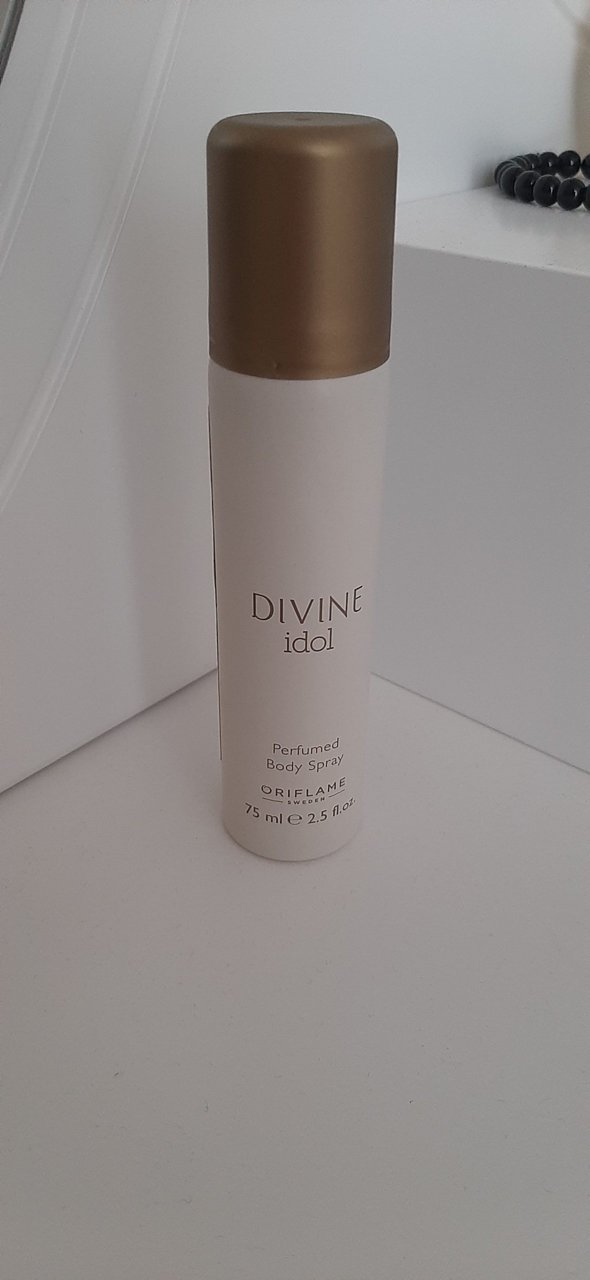 DIVINE
idol
Perfumed
Body Spray
ORIFLAME
SWEDEN
75 ml ℮ 2.5 fl.oz.